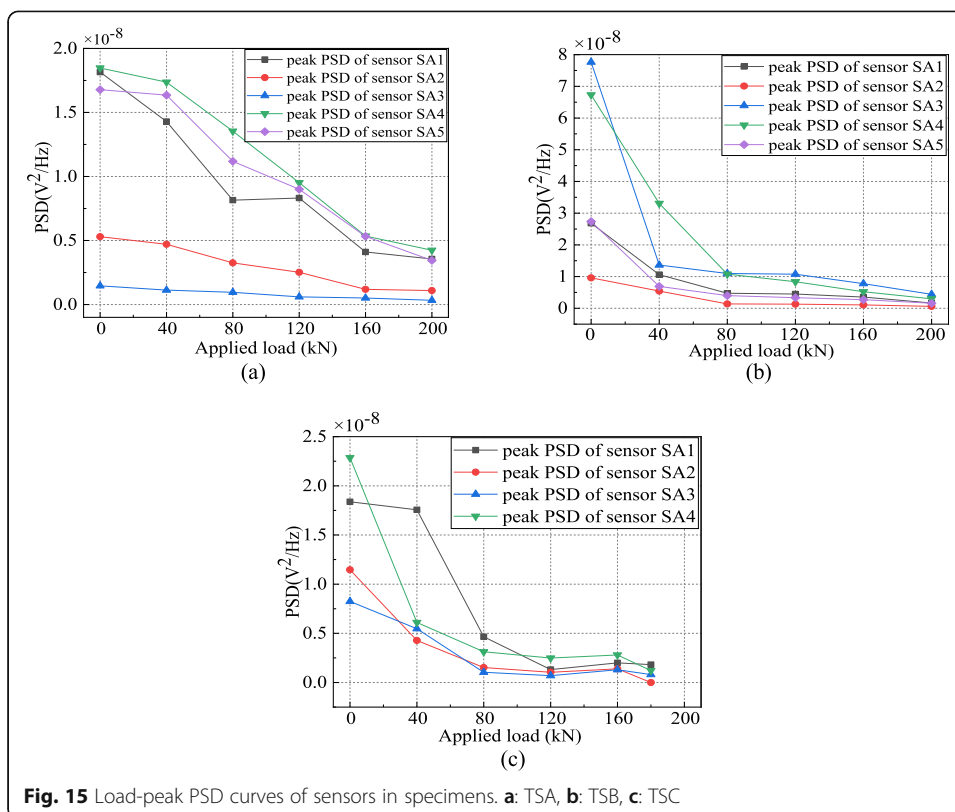 ×10⁻⁸
2.0
1.5
1.0
0.5
0.0
PSD(V²/Hz)
peak PSD of sensor SA1
peak PSD of sensor SA2
peak PSD of sensor SA3
peak PSD of sensor SA4
peak PSD of sensor SA5
0 40 80 120 160 200
Applied load (kN)
(a)
×10⁻⁸
8
7
6
5
4
3
2
1
0
PSD(V²/Hz)
peak PSD of sensor SA1
peak PSD of sensor SA2
peak PSD of sensor SA3
peak PSD of sensor SA4
peak PSD of sensor SA5
0 40 80 120 160 200
Applied load (kN)
(b)
×10⁻⁸
2.5
2.0
1.5
1.0
0.5
0.0
PSD(V²/Hz)
peak PSD of sensor SA1
peak PSD of sensor SA2
peak PSD of sensor SA3
peak PSD of sensor SA4
0 40 80 120 160 200
Applied load (kN)
(c)
Fig. 15 Load-peak PSD curves of sensors in specimens. a: TSA, b: TSB, c: TSC